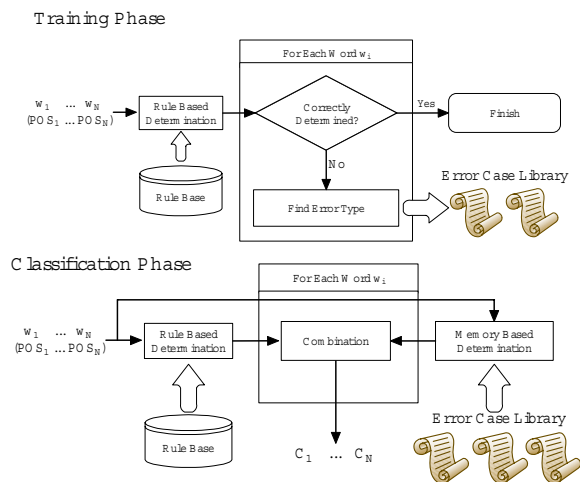 Training Phase
For Each Word wi
w1 ... wN
(POS1 ... POSN)
Rule Based
Determination
Correctly
Determined?
Yes
Finish
No
Rule Base
Find Error Type
Error Case Library
Classification Phase
For Each Word wi
w1 ... wN
(POS1 ... POSN)
Rule Based
Determination
Combination
Memory Based
Determination
Rule Base
Error Case Library
C1 ... CN